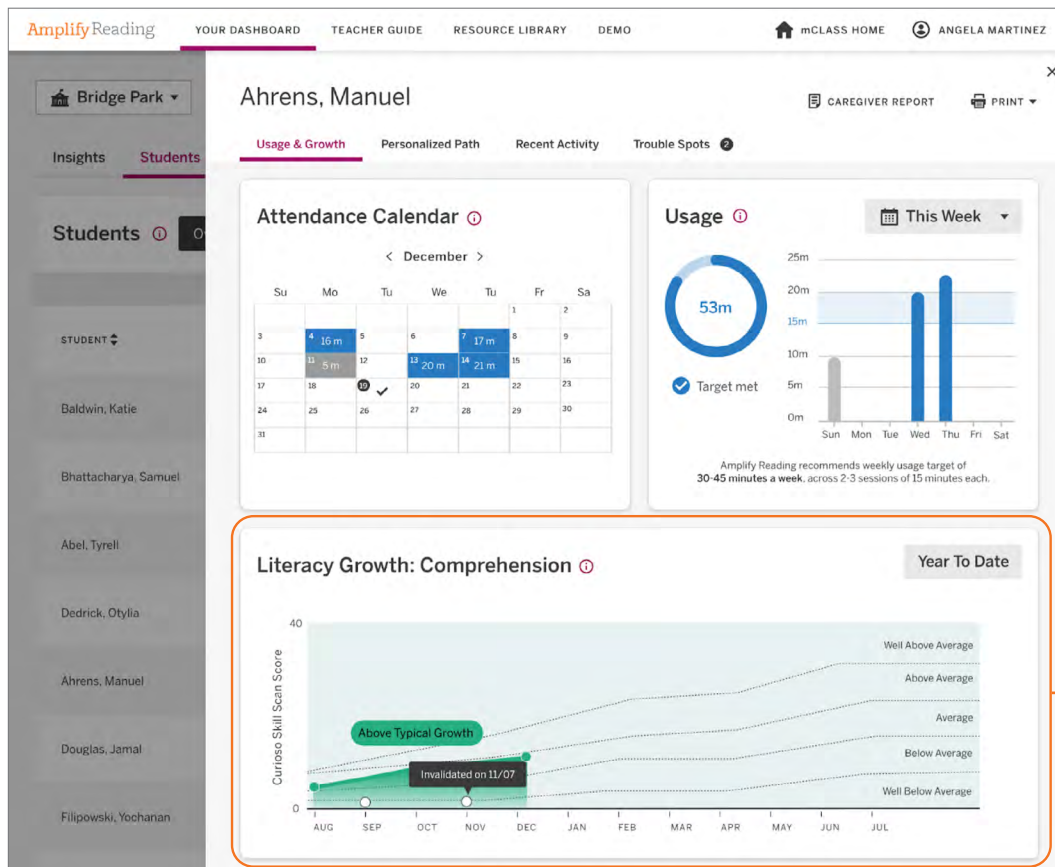 AmplifyReading YOUR DASHBOARD TEACHER GUIDE RESOURCE LIBRARY DEMO mCLASS HOME ANGELA MARTINEZ
Bridge Park
Insights Students
Students
STUDENT
Baldwin, Katie
Bhattacharya, Samuel
Abel, Tyrell
Dedrick, Otylia
Ahrens, Manuel
Douglas, Jamal
Filipowski, Yochanan
Ahrens, Manuel
CAREGIVER REPORT PRINT
Usage & Growth Personalized Path Recent Activity Trouble Spots 2
Attendance Calendar
< December >
Su Mo Tu We Tu Fr Sa
1 2
3 4 16 m 5 6 7 17 m 8 9
10 11 5 m 12 13 20 m 14 21 m 15 16
17 18 19 20 21 22 23
24 25 26 27 28 29 30
31
Usage
This Week
53m
Target met
25m
20m
15m
10m
5m
0m
Sun Mon Tue Wed Thu Fri Sat
Amplify Reading recommends weekly usage target of
30-45 minutes a week, across 2-3 sessions of 15 minutes each.
Literacy Growth: Comprehension
Year To Date
Curioso Skill Scan Score
40
0
Well Above Average
Above Average
Average
Below Average
Well Below Average
Above Typical Growth
Invalidated on 11/07
AUG SEP OCT NOV DEC JAN FEB MAR APR MAY JUN JUL